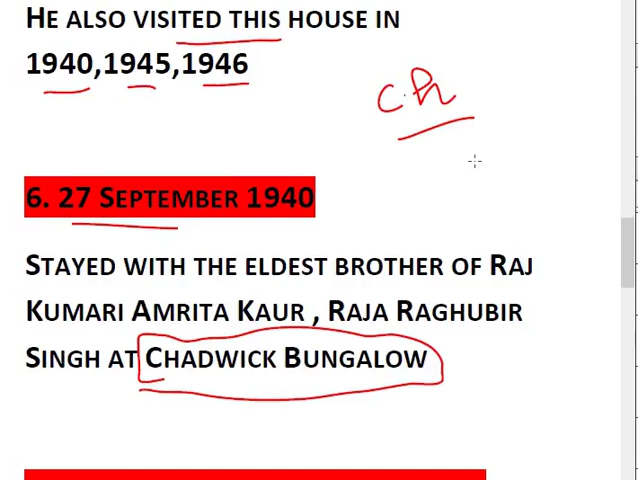 HE ALSO VISITED THIS HOUSE IN
1940,1945,1946
ch
6. 27 SEPTEMBER 1940
STAYED WITH THE ELDEST BROTHER OF RAJ
KUMARI AMRITA KAUR , RAJA RAGHUBIR
SINGH AT CHADWICK BUNGALOW